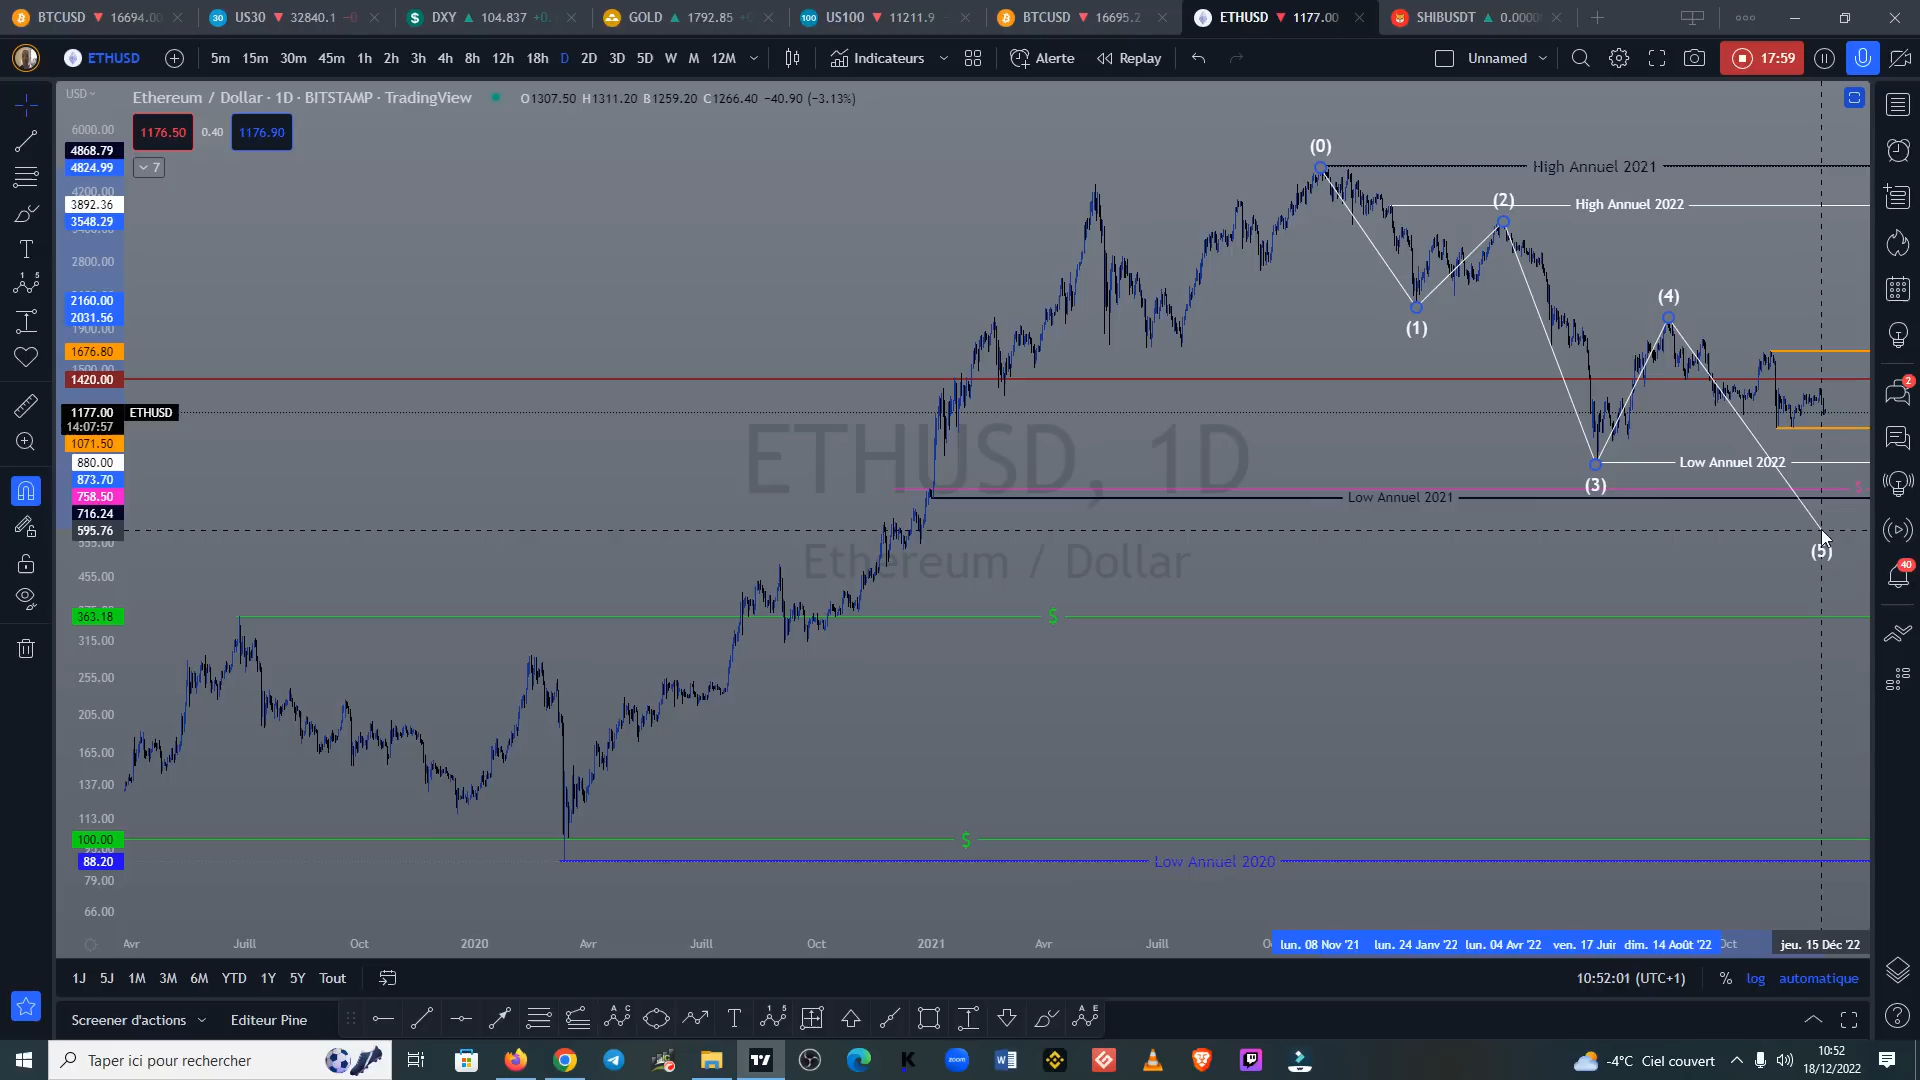 BTCUSD 16694.00
US30 32840.1
DXY 104.837
GOLD 1792.85
US100 11211.9
BTCUSD 16695.2
ETHUSD 1177.00
SHIBUSDT
ETHUSD
5m 15m 30m 45m 1h 2h 3h 4h 8h 12h 18h D 2D 3D 5D W M 12M
Indicateurs
Alerte
Replay
Unnamed
17:59
USD
Ethereum / Dollar · 1D · BITSTAMP · TradingView
O1307.50 H1311.20 B1259.20 C1266.40 −40.90 (−3.13%)
1176.50 0.40 1176.90
7
6000.00
4868.79
4824.99
4200.00
3892.36
3548.29
2800.00
2160.00
2031.56
1900.00
1676.80
1420.00
1177.00 ETHUSD
14:07:57
1071.50
880.00
873.70
758.50
716.24
595.76
555.00
455.00
363.18
315.00
255.00
205.00
165.00
137.00
113.00
100.00
88.20
79.00
66.00
(0)
High Annuel 2021
(2)
High Annuel 2022
(4)
(1)
Low Annuel 2022
(3)
Low Annuel 2021
$
(5)
ETHUSD, 1D
Ethereum / Dollar
$
$
Low Annuel 2020
Avr Juill Oct 2020 Avr Juill Oct 2021 Avr Juill
lun. 08 Nov '21 lun. 24 Janv '22 lun. 04 Avr '22 ven. 17 Juir dim. 14 Août '22 Oct jeu. 15 Déc '22
1J 5J 1M 3M 6M YTD 1Y 5Y Tout
10:52:01 (UTC+1) % log automatique
Screener d'actions
Editeur Pine
2
40
Taper ici pour rechercher
zoom
-4°C Ciel couvert
10:52
18/12/2022